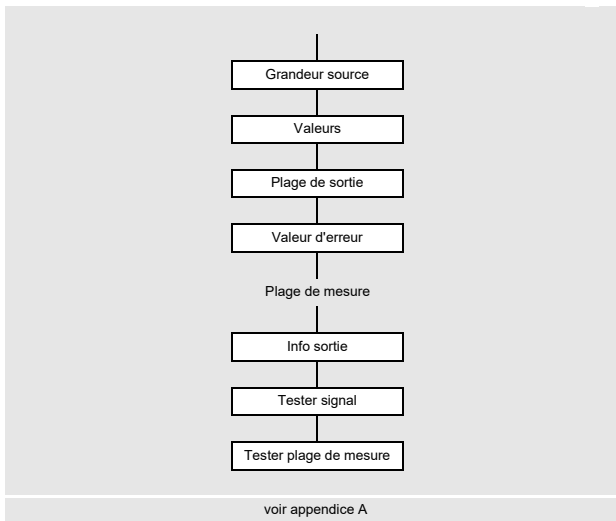 Grandeur source
Valeurs
Plage de sortie
Valeur d'erreur
Plage de mesure
Info sortie
Tester signal
Tester plage de mesure
voir appendice A